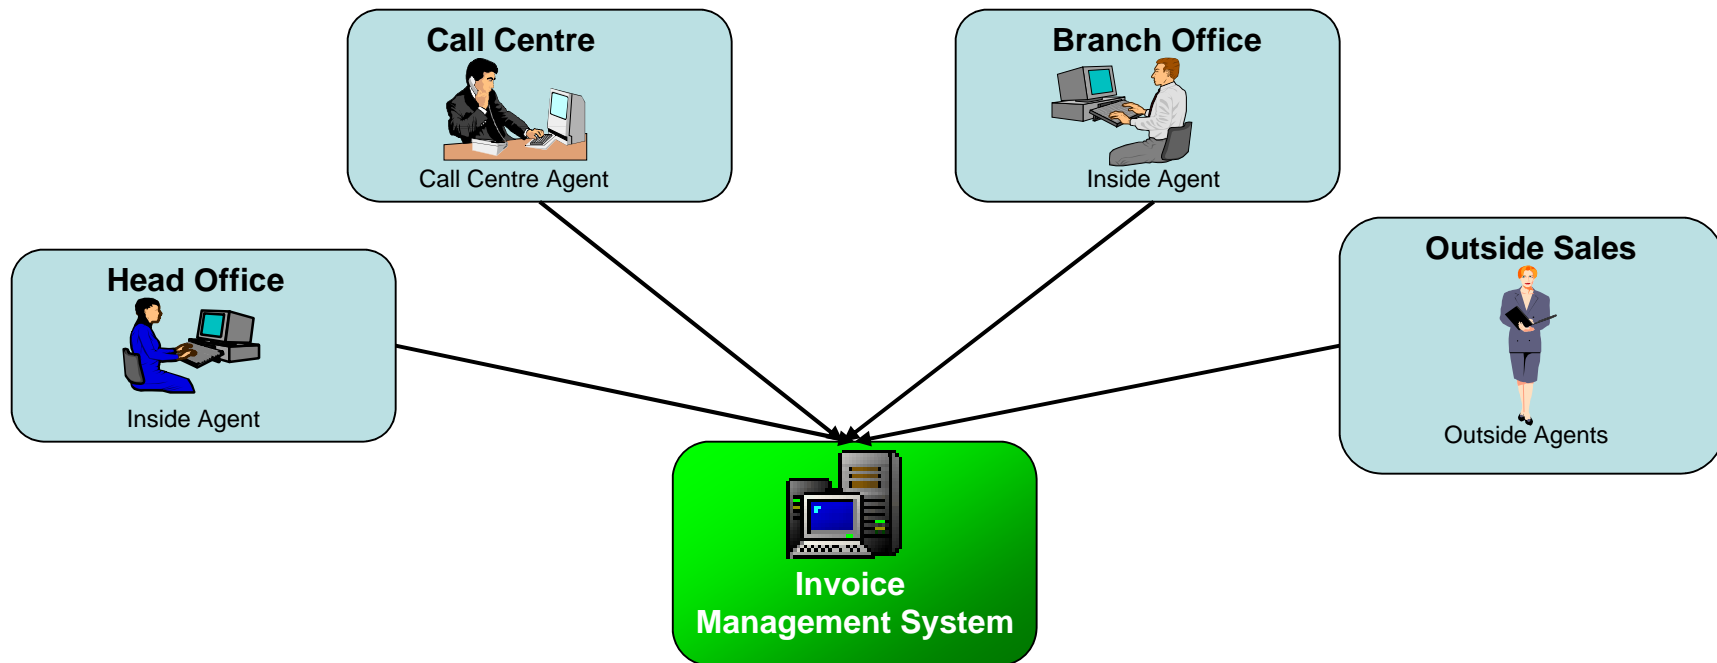 Call Centre
Call Centre Agent
Branch Office
Inside Agent
Head Office
Inside Agent
Outside Sales
Outside Agents
Invoice
Management System